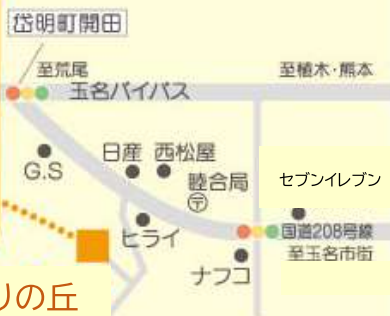 岱明町開田
至荒尾
至植木・熊本
玉名バイパス
日産
西松屋
G.S
睦合局
〒
セブンイレブン
ヒライ
国道208号線
至玉名市街
ナフコ
りの丘